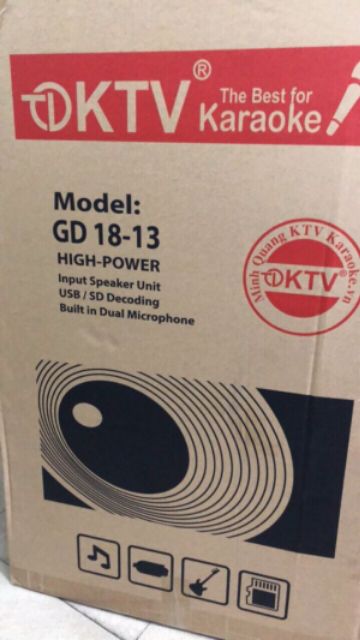 KTV®
The Best for
Karaoke!
Model:
GD 18-13
HIGH-POWER
Input Speaker Unit
USB / SD Decoding
Built in Dual Microphone
Minh Quang KTV Karaoke.vn
KTV®